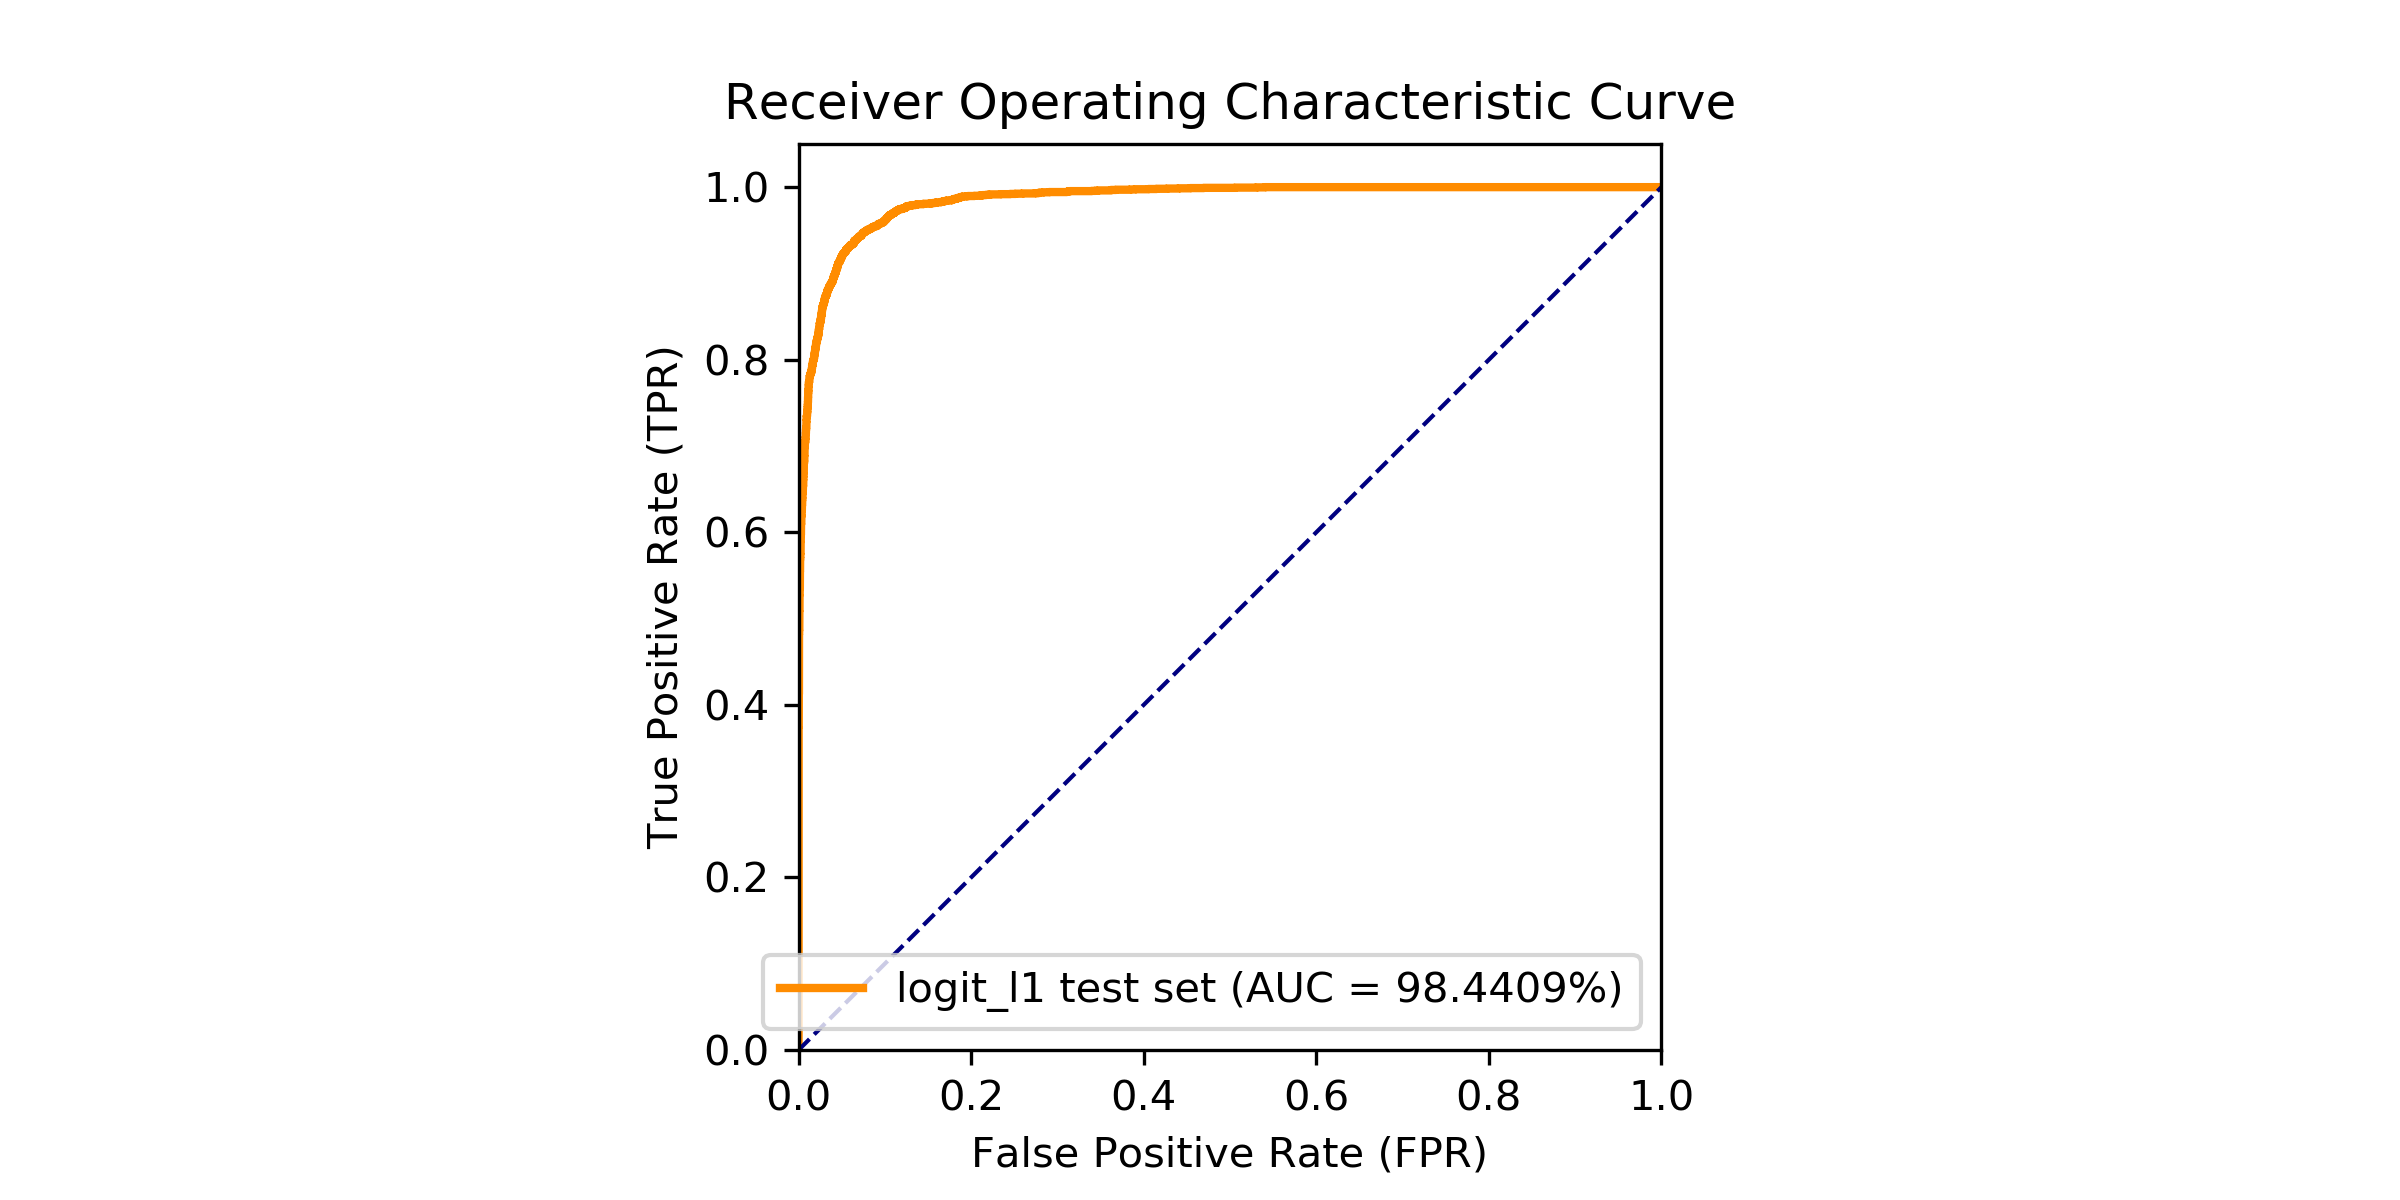 Receiver Operating Characteristic Curve
1.0
0.8
0.6
0.4
0.2
0.0
True Positive Rate (TPR)
logit_l1 test set (AUC = 98.4409%)
0.0 0.2 0.4 0.6 0.8 1.0
False Positive Rate (FPR)